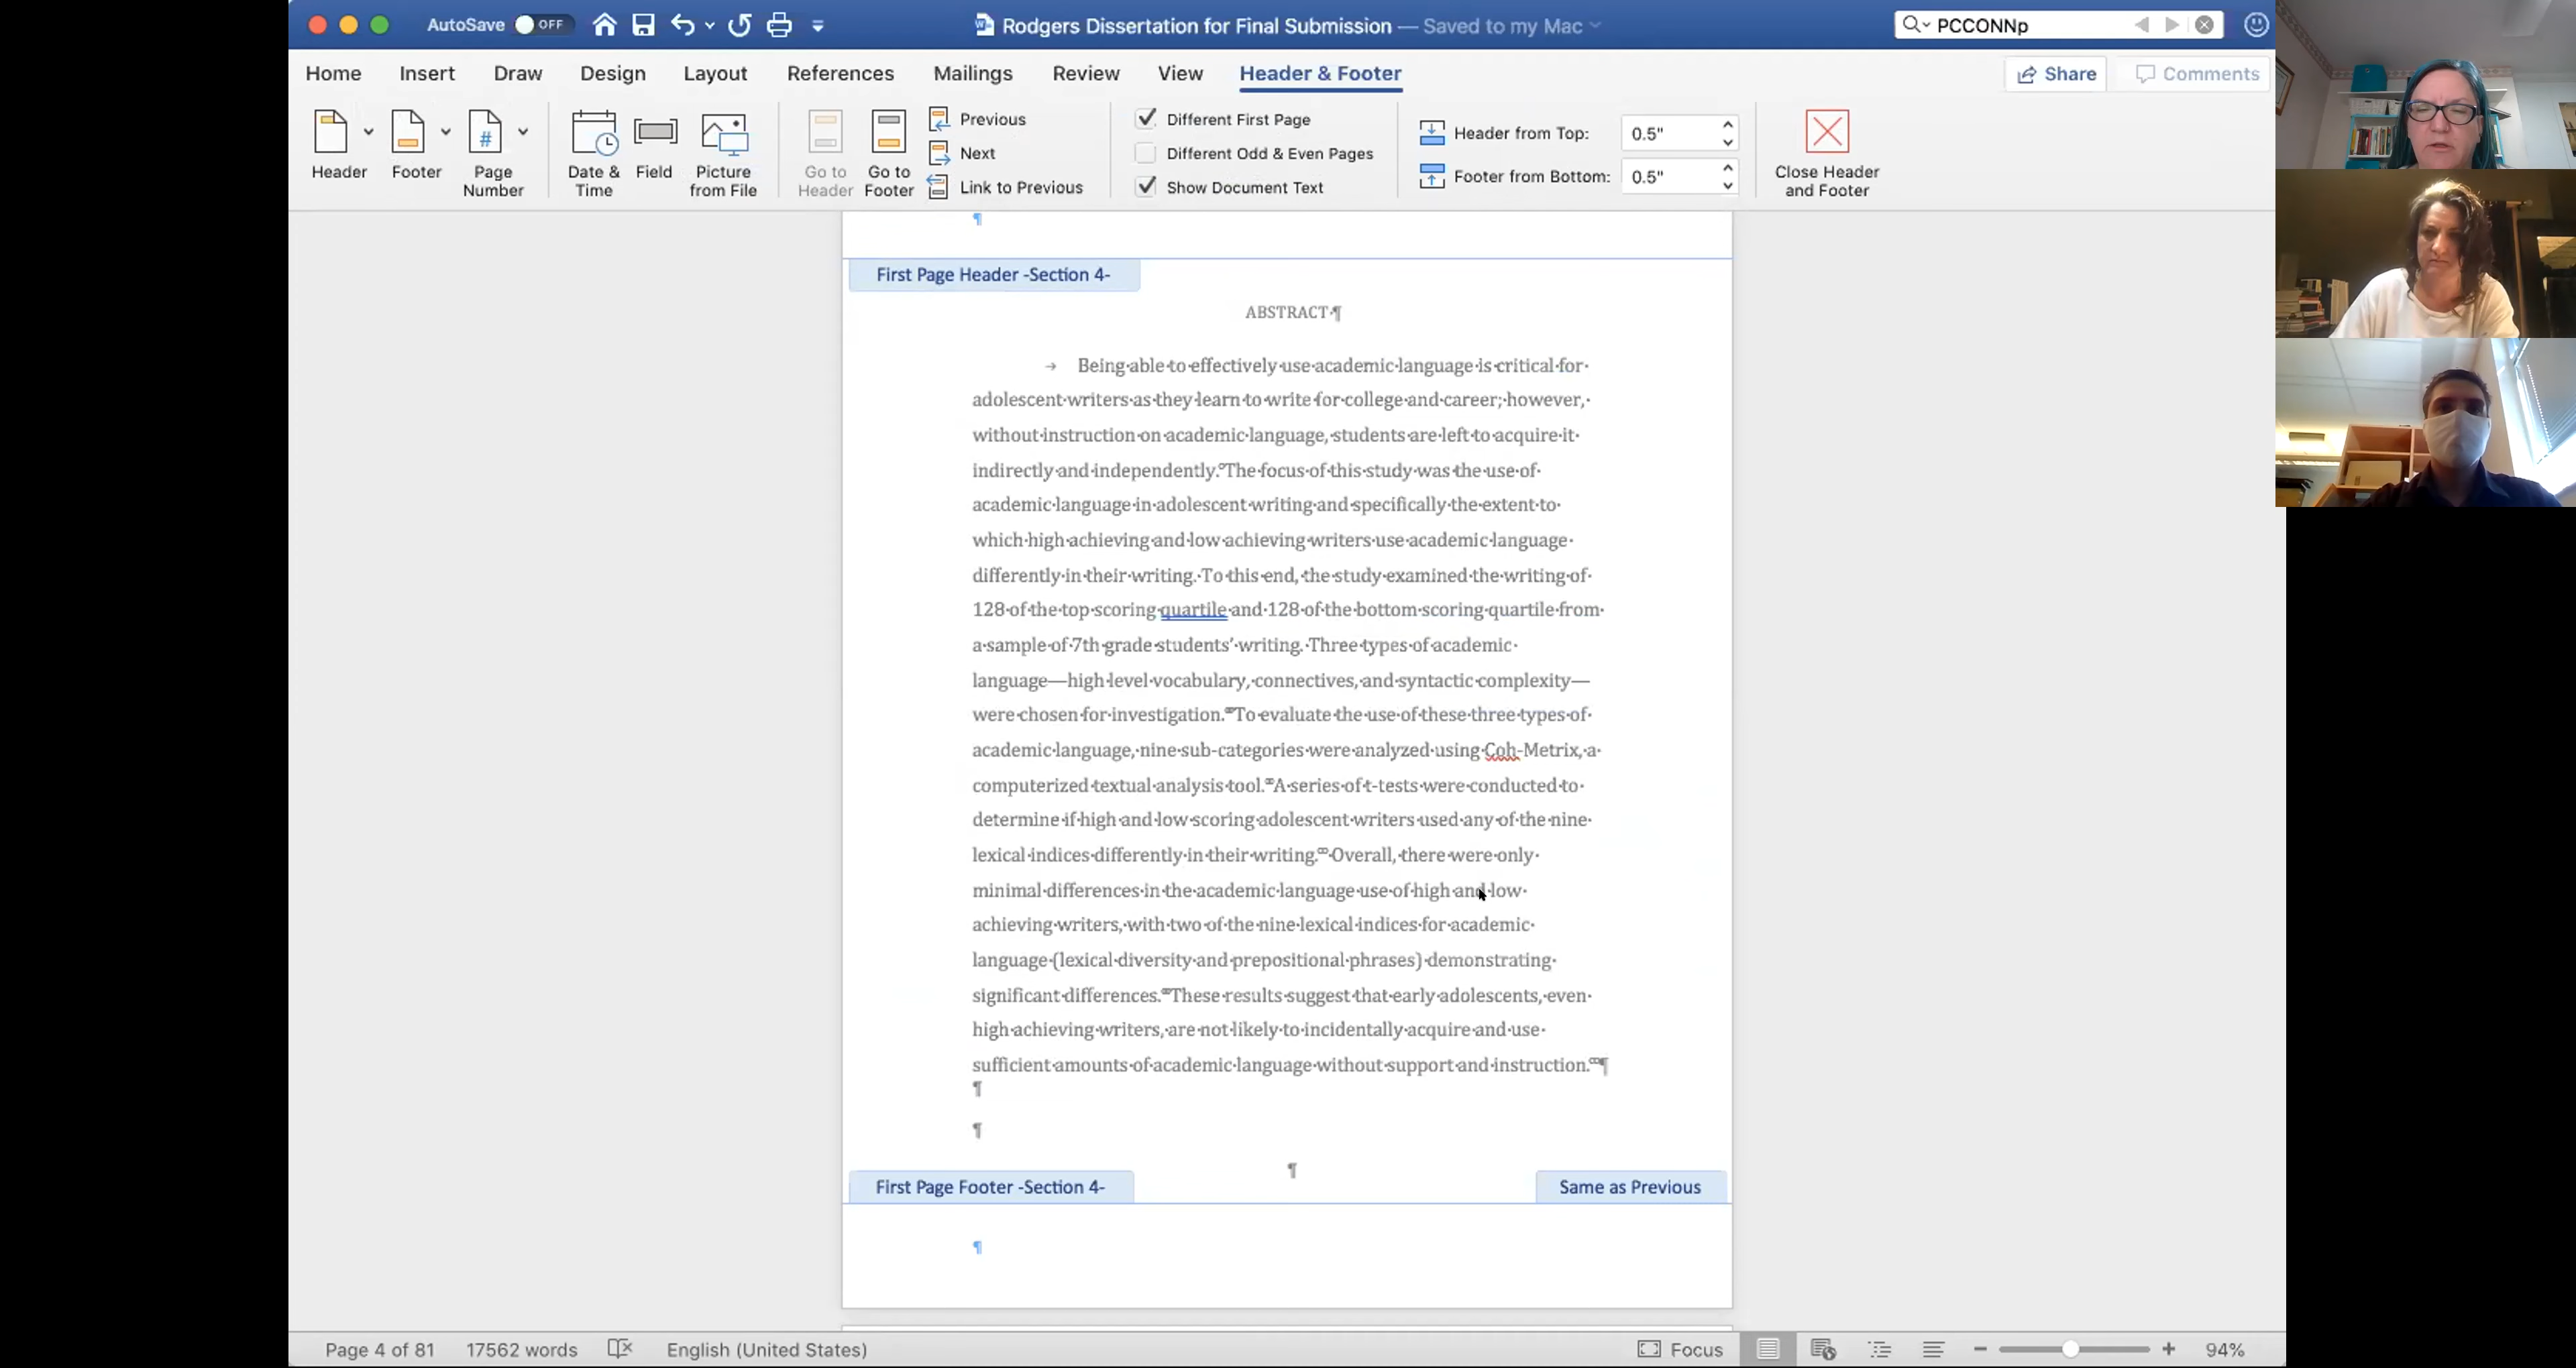 AutoSave OFF
Rodgers Dissertation for Final Submission — Saved to my Mac
PCCONNp
Home Insert Draw Design Layout References Mailings Review View Header & Footer
Share Comments
Header
Footer
Page Number
Date & Time
Field
Picture from File
Go to Header
Go to Footer
Previous
Next
Link to Previous
Different First Page
Different Odd & Even Pages
Show Document Text
Header from Top: 0.5"
Footer from Bottom: 0.5"
Close Header and Footer
¶
First Page Header -Section 4-
ABSTRACT·¶
Being able to effectively use academic language is critical for
adolescent writers as they learn to write for college and career; however,
without instruction on academic language, students are left to acquire it
indirectly and independently. The focus of this study was the use of
academic language in adolescent writing and specifically the extent to
which high achieving and low achieving writers use academic language
differently in their writing. To this end, the study examined the writing of
128 of the top scoring quartile and 128 of the bottom scoring quartile from
a sample of 7th grade students’ writing. Three types of academic
language—high level vocabulary, connectives, and syntactic complexity—
were chosen for investigation. To evaluate the use of these three types of
academic language, nine sub-categories were analyzed using Coh-Metrix, a
computerized textual analysis tool. A series of t-tests were conducted to
determine if high and low scoring adolescent writers used any of the nine
lexical indices differently in their writing. Overall, there were only
minimal differences in the academic language use of high and low
achieving writers, with two of the nine lexical indices for academic
language (lexical diversity and prepositional phrases) demonstrating
significant differences. These results suggest that early adolescents, even
high achieving writers, are not likely to incidentally acquire and use
sufficient amounts of academic language without support and instruction. ¶
¶
¶
¶
First Page Footer -Section 4- Same as Previous
¶
Page 4 of 81 17562 words English (United States) Focus 94%